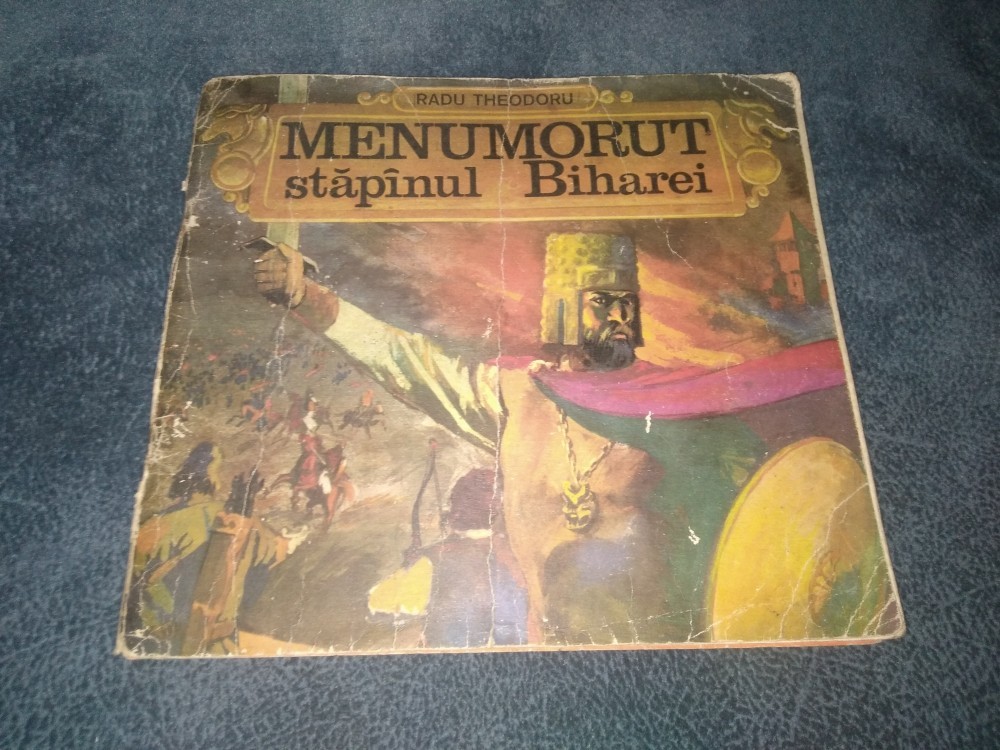 RADU THEODORU
MENUMORUT
stăpînul Biharei